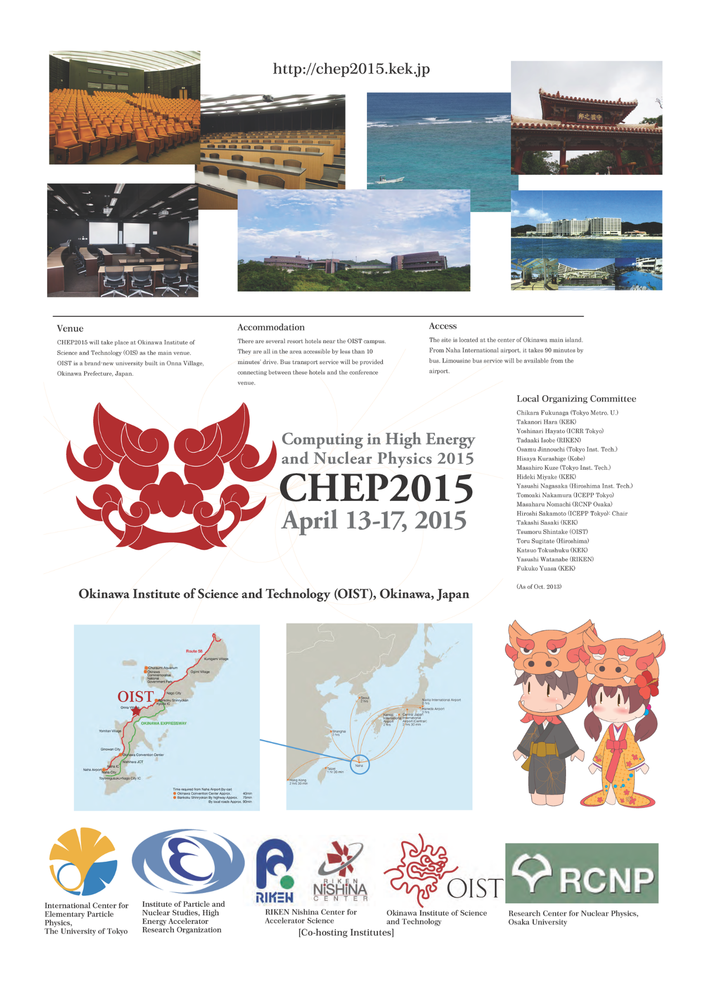 http://chep2015.kek.jp
守禮之邦
Venue
CHEP2015 will take place at Okinawa Institute of
Science and Technology (OIS) as the main venue.
OIST is a brand-new university built in Onna Village,
Okinawa Prefecture, Japan.
Accommodation
There are several resort hotels near the OIST campus.
They are all in the area accessible by less than 10
minutes' drive. Bus transport service will be provided
connecting between these hotels and the conference
venue.
Access
The site is located at the center of Okinawa main island.
From Naha International airport, it takes 90 minutes by
bus. Limousine bus service will be available from the
airport.
Computing in High Energy
and Nuclear Physics 2015
CHEP2015
April 13-17, 2015
Local Organizing Committee
Chikara Fukunaga (Tokyo Metro. U.)
Takanori Hara (KEK)
Yoshinari Hayato (ICRR Tokyo)
Tadaaki Isobe (RIKEN)
Osamu Jinnouchi (Tokyo Inst. Tech.)
Hisaya Kurashige (Kobe)
Masahiro Kuze (Tokyo Inst. Tech.)
Hideki Miyake (KEK)
Yasushi Nagasaka (Hiroshima Inst. Tech.)
Tomoaki Nakamura (ICEPP Tokyo)
Masaharu Nomachi (RCNP Osaka)
Hiroshi Sakamoto (ICEPP Tokyo): Chair
Takashi Sasaki (KEK)
Tsumoru Shintake (OIST)
Toru Sugitate (Hiroshima)
Katsuo Tokushuku (KEK)
Yasushi Watanabe (RIKEN)
Fukuko Yuasa (KEK)
(As of Oct. 2013)
Okinawa Institute of Science and Technology (OIST), Okinawa, Japan
Route 58
Kunigami Village
Churaumi Aquarium
Okinawa
Commemorative
National
Government Park
Ogimi Village
Nago City
OIST
Bankoku Shinryokan
Kyoda IC
Onna Village
OKINAWA EXPRESSWAY
Yomitan Village
Ginowan City
Okinawa Convention Center
Nishihara JCT
Naha IC
Naha Airport
Naha City
Toyomigusuku•Nago City IC
Time required from Naha Airport (by car)
Okinawa Convention Center Approx. 40min
Bankoku Shinryokan By highway Approx. 75min
By local roads Approx. 90min
Seoul
2 hrs
Narita International Airport
3 hrs
Haneda Airport
3 hrs
Kansai
International
Airport
2 hrs
Central Japan
International
Airport (Centrair)
2 hrs 30 min
Shanghai
2 hrs
Naha
Taipei
1 hr 30 min
Hong Kong
2 hrs 30 min
RIKEN
RIKEN
NiSHiNA
CENTER
OIST
RCNP
International Center for
Elementary Particle
Physics,
The University of Tokyo
Institute of Particle and
Nuclear Studies, High
Energy Accelerator
Research Organization
RIKEN Nishina Center for
Accelerator Science
Okinawa Institute of Science
and Technology
Research Center for Nuclear Physics,
Osaka University
[Co-hosting Institutes]